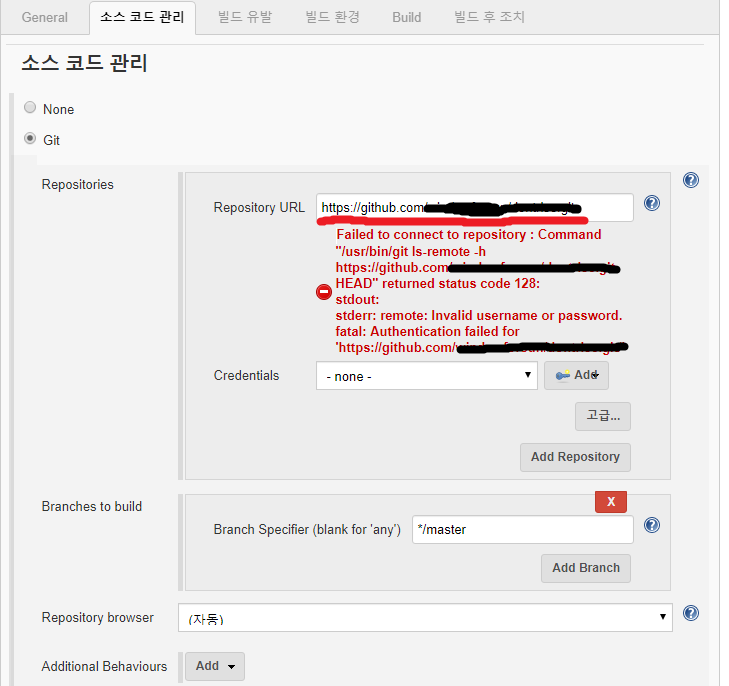 General 소스 코드 관리 빌드 유발 빌드 환경 Build 빌드 후 조치
소스 코드 관리
None
Git
Repositories
Repository URL https://github.com/
Failed to connect to repository : Command
"/usr/bin/git ls-remote -h
https://github.com/
HEAD" returned status code 128:
stdout:
stderr: remote: Invalid username or password.
fatal: Authentication failed for
'https://github.com/
Credentials - none - Add
고급...
Add Repository
Branches to build
X
Branch Specifier (blank for 'any') */master
Add Branch
Repository browser (자동)
Additional Behaviours Add